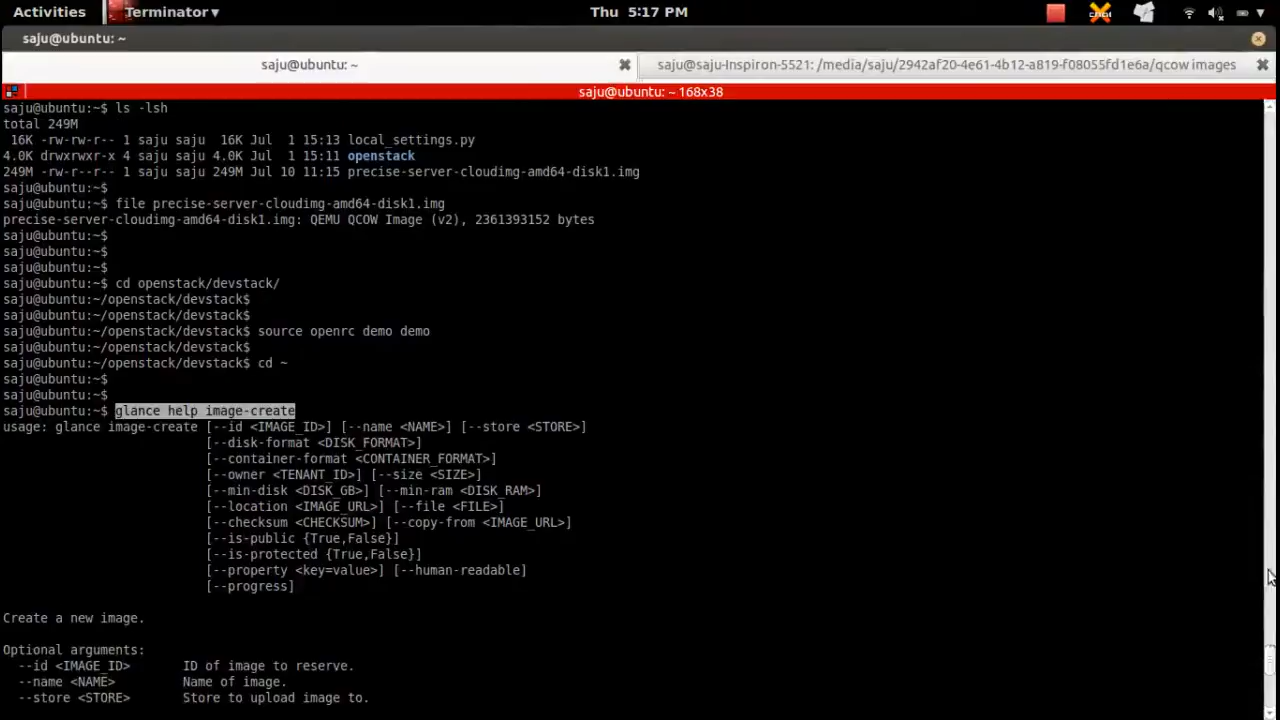 Activities
Terminator
Thu 5:17 PM
saju@ubuntu: ~
saju@ubuntu: ~
saju@saju-Inspiron-5521: /media/saju/2942af20-4e61-4b12-a819-f08055fd1e6a/qcow images
saju@ubuntu: ~ 168x38
saju@ubuntu:~$ ls -lsh
total 249M
16K -rw-rw-r-- 1 saju saju  16K Jul  1 15:13 local_settings.py
4.0K drwxrwxr-x 4 saju saju 4.0K Jul  1 15:11 openstack
249M -rw-r--r-- 1 saju saju 249M Jul 10 11:15 precise-server-cloudimg-amd64-disk1.img
saju@ubuntu:~$
saju@ubuntu:~$ file precise-server-cloudimg-amd64-disk1.img
precise-server-cloudimg-amd64-disk1.img: QEMU QCOW Image (v2), 2361393152 bytes
saju@ubuntu:~$
saju@ubuntu:~$
saju@ubuntu:~$
saju@ubuntu:~$ cd openstack/devstack/
saju@ubuntu:~/openstack/devstack$
saju@ubuntu:~/openstack/devstack$
saju@ubuntu:~/openstack/devstack$ source openrc demo demo
saju@ubuntu:~/openstack/devstack$
saju@ubuntu:~/openstack/devstack$ cd ~
saju@ubuntu:~$
saju@ubuntu:~$
saju@ubuntu:~$ glance help image-create
usage: glance image-create [--id <IMAGE_ID>] [--name <NAME>] [--store <STORE>]
[--disk-format <DISK_FORMAT>]
[--container-format <CONTAINER_FORMAT>]
[--owner <TENANT_ID>] [--size <SIZE>]
[--min-disk <DISK_GB>] [--min-ram <DISK_RAM>]
[--location <IMAGE_URL>] [--file <FILE>]
[--checksum <CHECKSUM>] [--copy-from <IMAGE_URL>]
[--is-public {True,False}]
[--is-protected {True,False}]
[--property <key=value>] [--human-readable]
[--progress]
Create a new image.
Optional arguments:
--id <IMAGE_ID>       ID of image to reserve.
--name <NAME>         Name of image.
--store <STORE>       Store to upload image to.